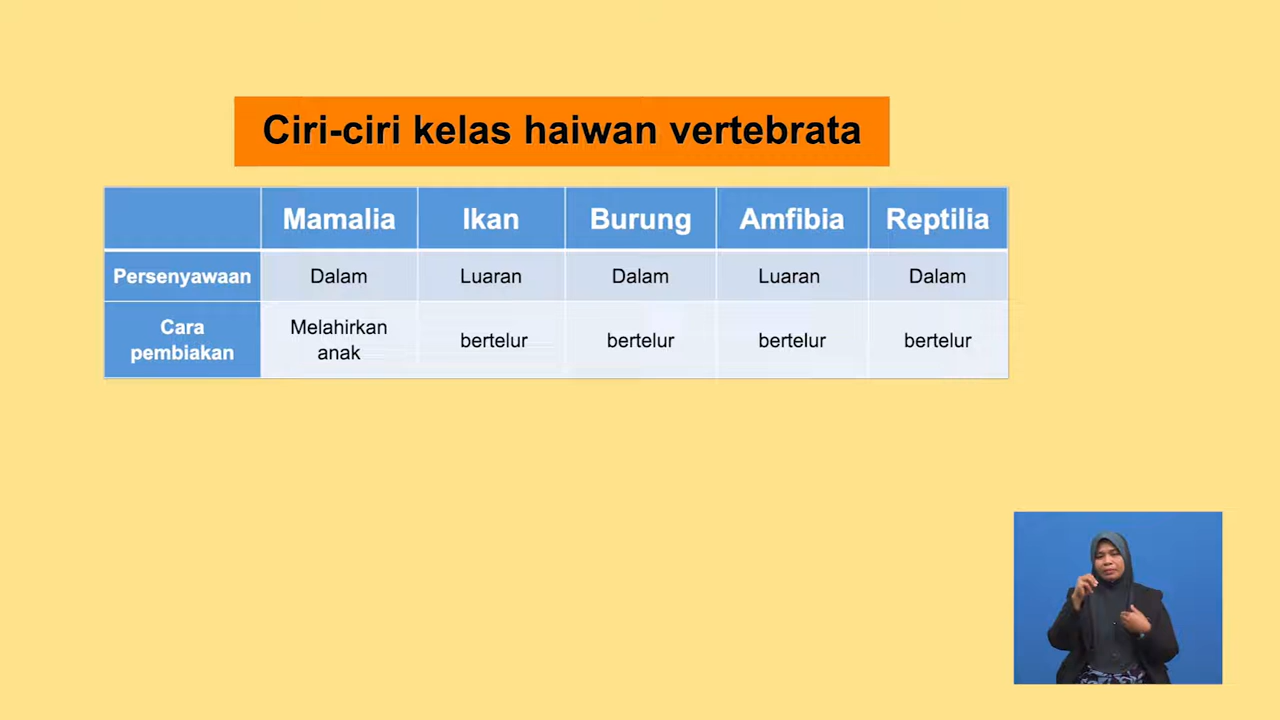 Ciri-ciri kelas haiwan vertebrata
Mamalia Ikan Burung Amfibia Reptilia
Persenyawaan Dalam Luaran Dalam Luaran Dalam
Cara pembiakan Melahirkan anak bertelur bertelur bertelur bertelur